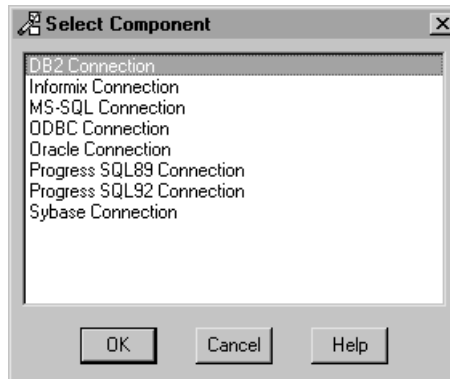 Select Component
DB2 Connection
Informix Connection
MS-SQL Connection
ODBC Connection
Oracle Connection
Progress SQL89 Connection
Progress SQL92 Connection
Sybase Connection
OK Cancel Help